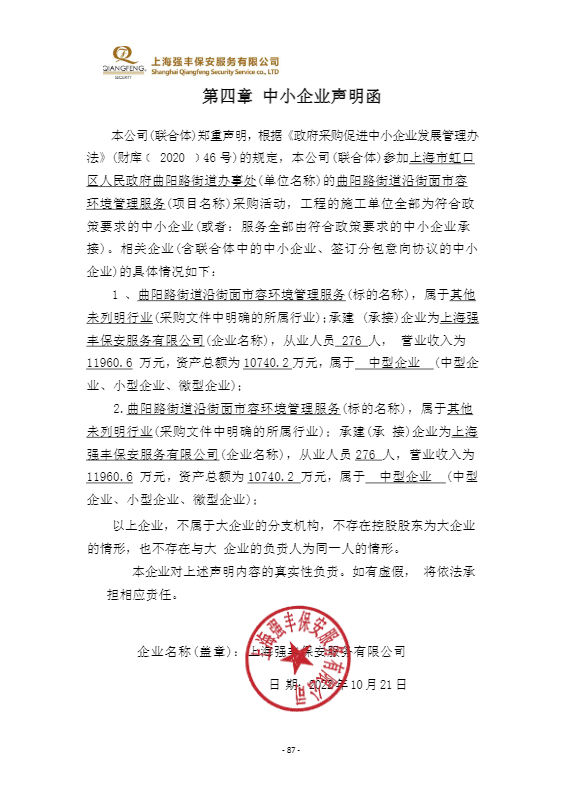 QIANGFENG
SECURITY
上海强丰保安服务有限公司
Shanghai Qiangfeng Security Service co., LTD
第四章 中小企业声明函
本公司(联合体)郑重声明，根据《政府采购促进中小企业发展管理办
法》(财库﹙ 2020 ﹚46 号)的规定，本公司(联合体)参加上海市虹口
区人民政府曲阳路街道办事处(单位名称)的曲阳路街道沿街面市容
环境管理服务(项目名称)采购活动，工程的施工单位全部为符合政
策要求的中小企业(或者：服务全部由符合政策要求的中小企业承
接)。相关企业(含联合体中的中小企业、签订分包意向协议的中小
企业)的具体情况如下：
1 、曲阳路街道沿街面市容环境管理服务(标的名称)，属于其他
未列明行业(采购文件中明确的所属行业)；承建 (承接)企业为上海强
丰保安服务有限公司(企业名称)，从业人员 276 人， 营业收入为
11960.6 万元，资产总额为10740.2万元，属于 中型企业 (中型企
业、小型企业、微型企业)；
2.曲阳路街道沿街面市容环境管理服务(标的名称)，属于其他
未列明行业(采购文件中明确的所属行业)；承建(承 接)企业为上海
强丰保安服务有限公司(企业名称)，从业人员276 人，营业收入为
11960.6 万元，资产总额为10740.2 万元，属于 中型企业 (中型
企业、小型企业、微型企业)；
以上企业，不属于大企业的分支机构，不存在控股股东为大企业
的情形，也不存在与大 企业的负责人为同一人的情形。
本企业对上述声明内容的真实性负责。如有虚假， 将依法承
担相应责任。
上海强丰保安服务有限公司
企业名称(盖章)：上海强丰保安服务有限公司
日 期：2022年10月21日
- 87 -